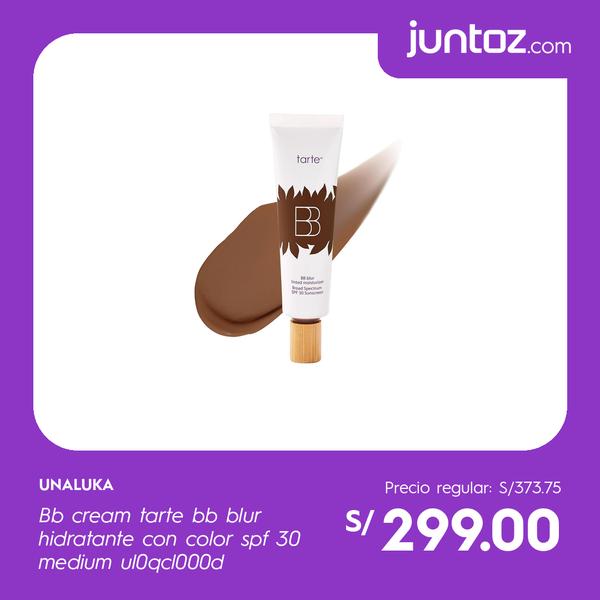 juntoz.com
tarte™
BB
BB blur
tinted moisturizer
Broad Spectrum
SPF 30 Sunscreen
UNALUKA
Bb cream tarte bb blur
hidratante con color spf 30
medium ul0qcl000d
Precio regular: S/373.75
S/299.00